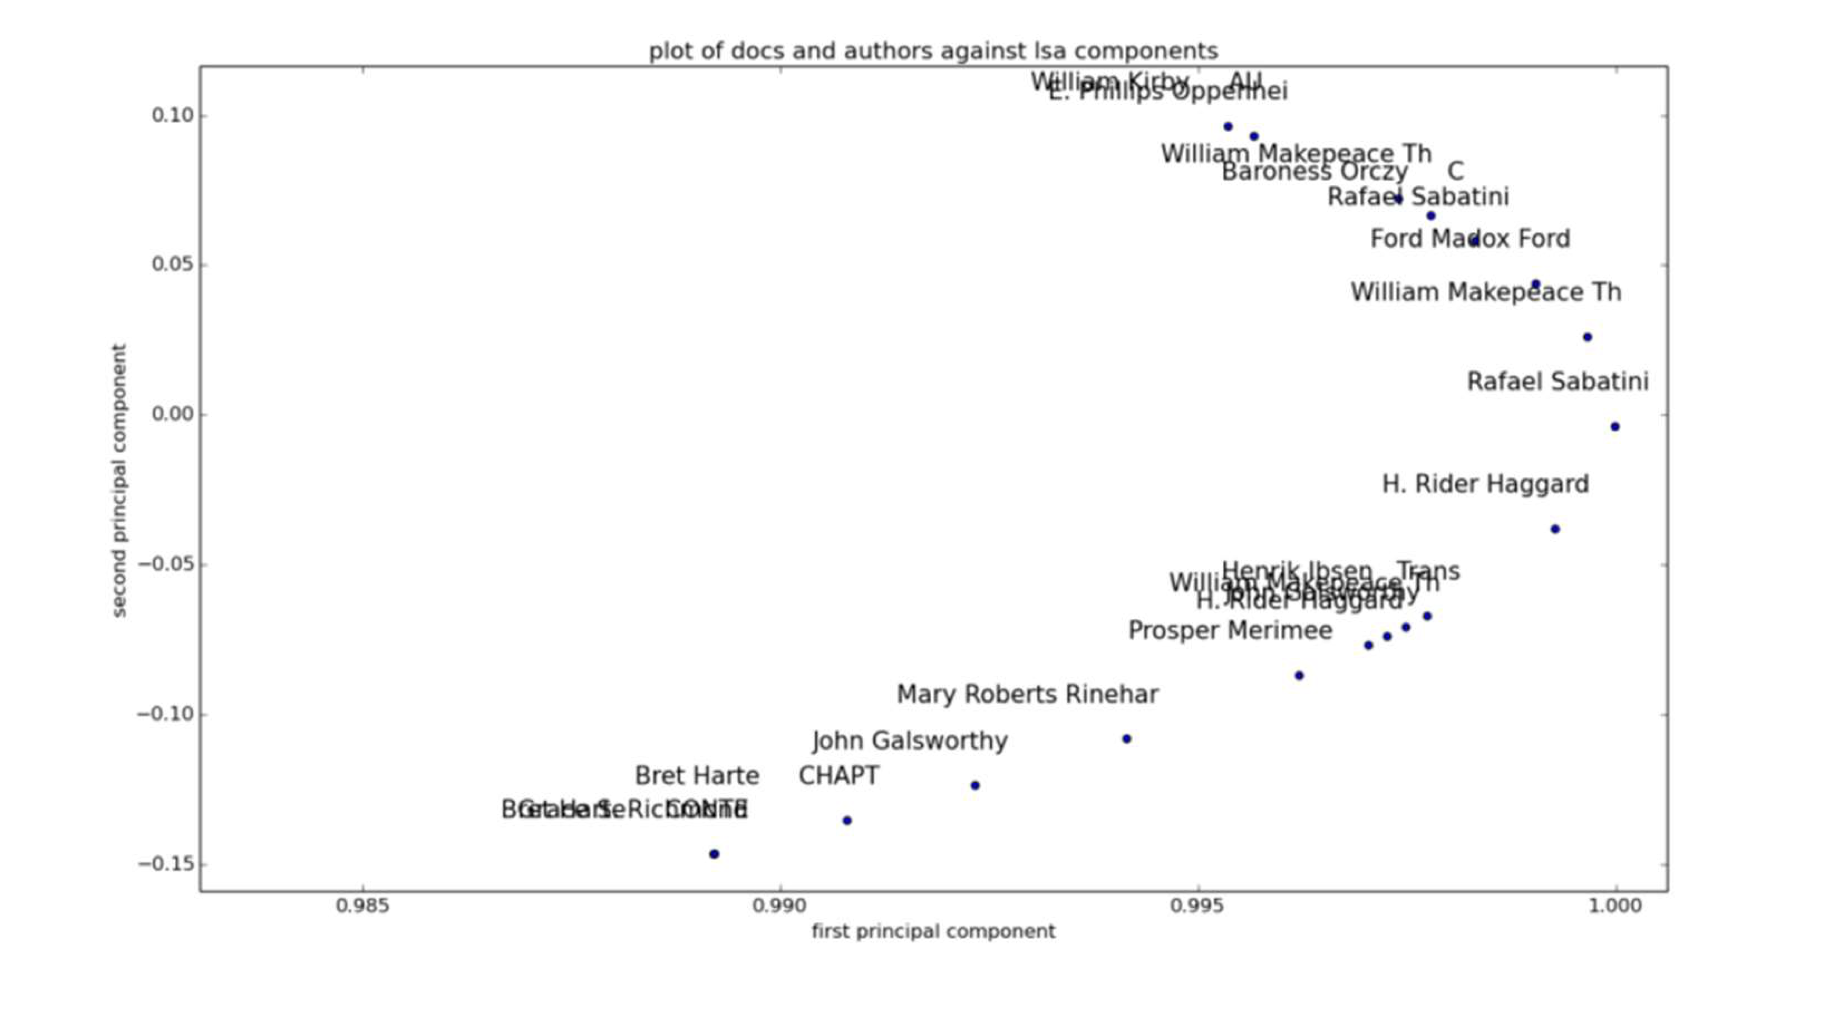 plot of docs and authors against lsa components
William Kirby AU
E. Phillips Oppenhei
0.10
William Makepeace Th
Baroness Orczy C
Rafael Sabatini
Ford Madox Ford
0.05
William Makepeace Th
Rafael Sabatini
0.00
H. Rider Haggard
−0.05
Henrik Ibsen Trans
William Makepeace Th
John Galsworthy
H. Rider Haggard
Prosper Merimee
Mary Roberts Rinehar
−0.10
John Galsworthy
Bret Harte CHAPT
Bret Harte CONTE
Grace S. Richmond
−0.15
0.985 0.990 0.995 1.000
first principal component
second principal component